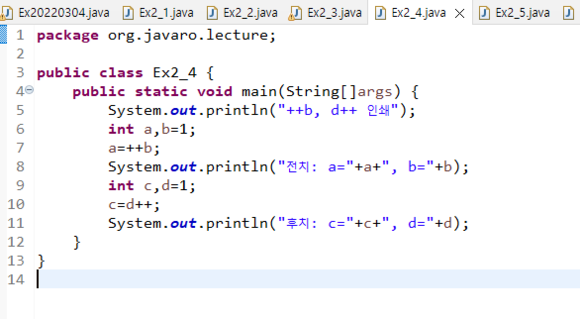 Ex20220304.java Ex2_1.java Ex2_2.java Ex2_3.java Ex2_4.java Ex2_5.java
1 package org.javaro.lecture;
2
3 public class Ex2_4 {
4 public static void main(String[]args) {
5 System.out.println("++b, d++ 인쇄");
6 int a,b=1;
7 a=++b;
8 System.out.println("전치: a="+a+", b="+b);
9 int c,d=1;
10 c=d++;
11 System.out.println("후치: c="+c+", d="+d);
12 }
13 }
14